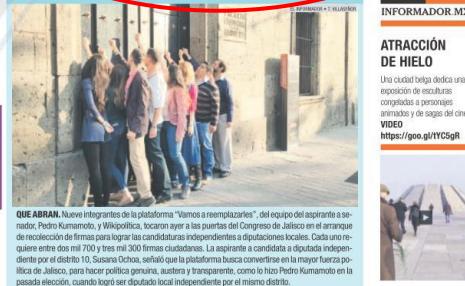 EL INFORMADOR • T. VILLASEÑOR
QUE ABRAN. Nueve integrantes de la plataforma “Vamos a reemplazarles”, del equipo del aspirante a se-
nador, Pedro Kumamoto, y Wikipolítica, tocaron ayer a las puertas del Congreso de Jalisco en el arranque
de recolección de firmas para lograr las candidaturas independientes a diputaciones locales. Cada uno re-
quiere entre dos mil 700 y tres mil 300 firmas ciudadanas. La aspirante a candidata a diputada indepen-
diente por el distrito 10, Susana Ochoa, señaló que la plataforma busca convertirse en la mayor fuerza po-
lítica de Jalisco, para hacer política genuina, austera y transparente, como lo hizo Pedro Kumamoto en la
pasada elección, cuando logró ser diputado local independiente por el mismo distrito.
INFORMADOR MX
ATRACCIÓN
DE HIELO
Una ciudad belga dedica una
exposición de esculturas
congeladas a personajes
animados y de sagas del cine
VIDEO
https://goo.gl/tYC5gR